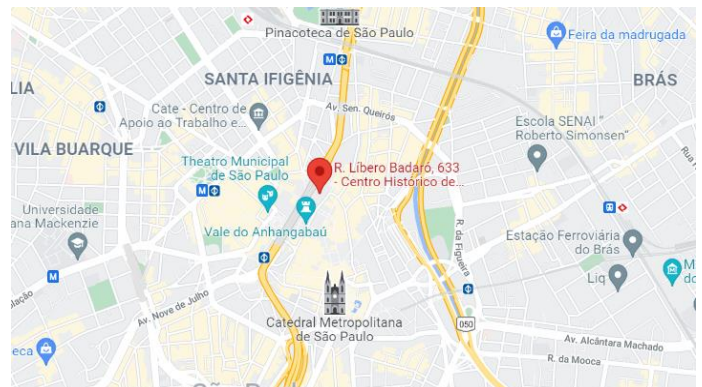 Pinacoteca de São Paulo
Feira da madrugada
SANTA IFIGÊNIA
BRÁS
LIA
Av. Sen. Queirós
Cate - Centro de
Apoio ao Trabalho e...
Escola SENAI "
Roberto Simonsen"
VILA BUARQUE
Theatro Municipal
de São Paulo
R. Líbero Badaró, 633
- Centro Histórico de...
Universidade
ana Mackenzie
Vale do Anhangabaú
R. da Figueira
Estação Ferroviária
do Brás
M
do
Liq
Av. Nove de Julho
Catedral Metropolitana
de São Paulo
050
Av. Alcântara Machado
R. da Mooca
eca